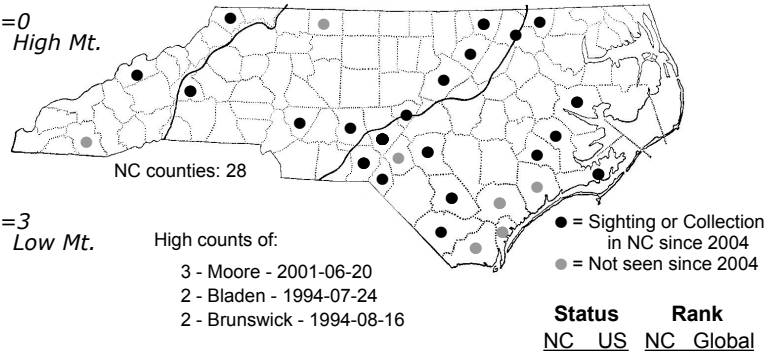 =0
High Mt.
NC counties: 28
=3
Low Mt.
High counts of:
3 - Moore - 2001-06-20
2 - Bladen - 1994-07-24
2 - Brunswick - 1994-08-16
● = Sighting or Collection
in NC since 2004
● = Not seen since 2004
Status Rank
NC US NC Global